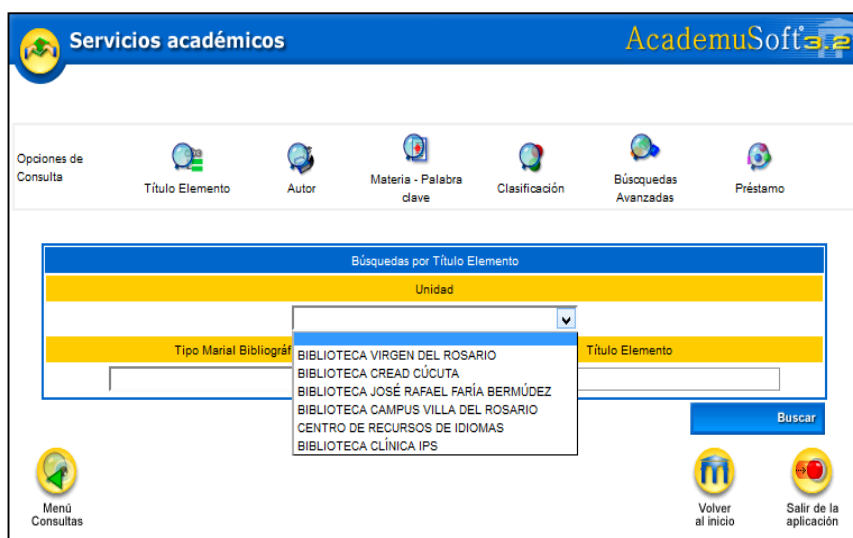 Servicios académicos
AcademuSoft 3.2
Opciones de
Consulta
Título Elemento
Autor
Materia - Palabra
clave
Clasificación
Búscquedas
Avanzadas
Préstamo
Búsquedas por Título Elemento
Unidad
Tipo Marial Bibliográf
Título Elemento
BIBLIOTECA VIRGEN DEL ROSARIO
BIBLIOTECA CREAD CÚCUTA
BIBLIOTECA JOSÉ RAFAEL FARÍA BERMÚDEZ
BIBLIOTECA CAMPUS VILLA DEL ROSARIO
CENTRO DE RECURSOS DE IDIOMAS
BIBLIOTECA CLÍNICA IPS
Buscar
Menú
Consultas
Volver
al inicio
Salir de la
aplicación